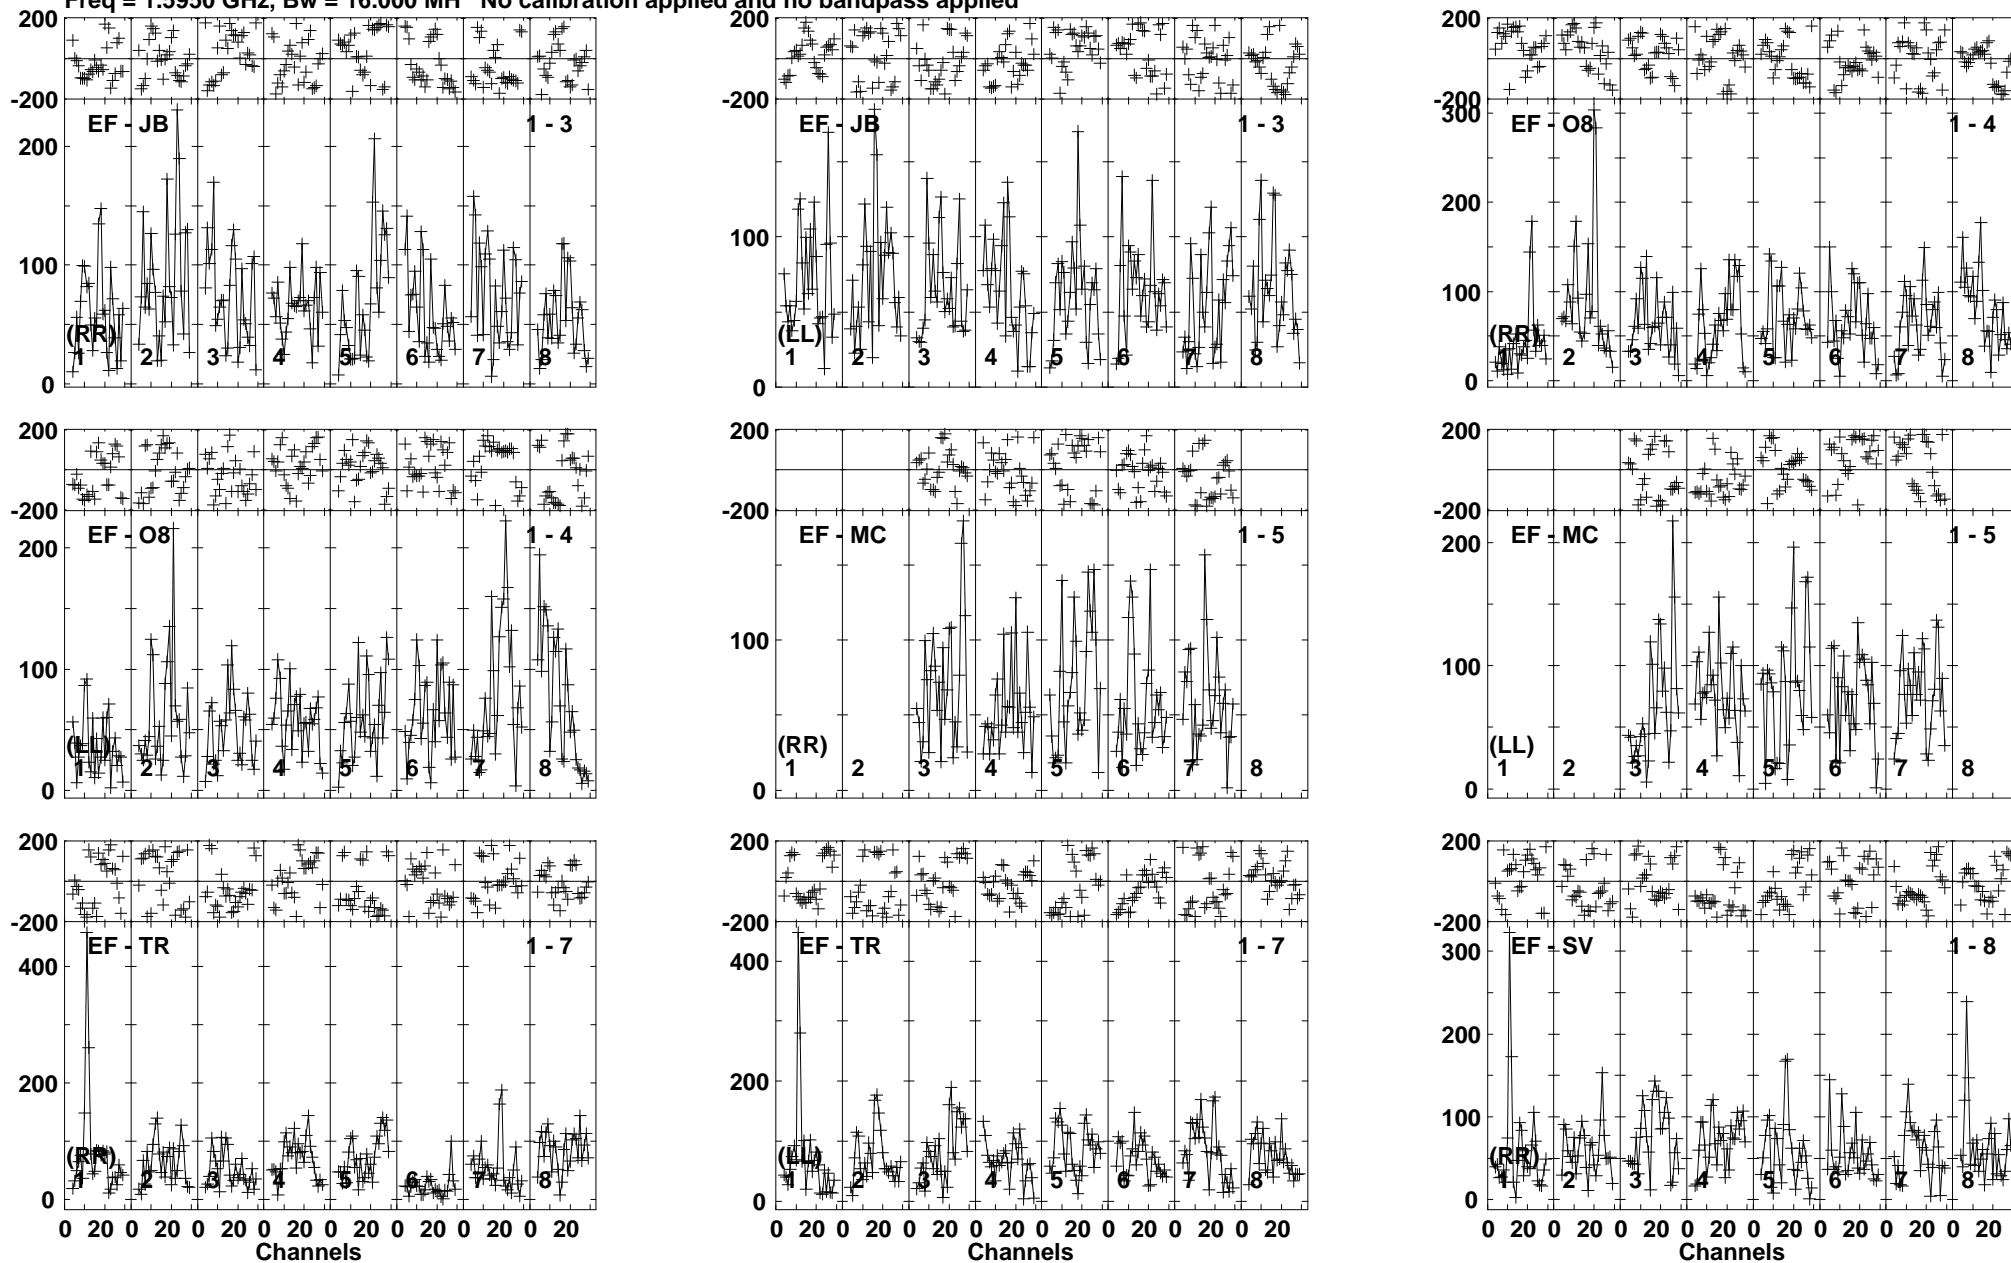 Freq = 1.5950 GHz, Bw = 16.000 MH No calibration applied and no bandpass applied
200 200 200
-200 -200 -200
EF - JB 1 - 3 EF - JB 1 - 3 300 EF - O8 1 - 4
200
200
100 100
100
(RR) (LL) (RR)
1 2 3 4 5 6 7 8 1 2 3 4 5 6 7 8 1 2 3 4 5 6 7 8
0 0 0
200 200 200
-200 -200 -200
EF - O8 1 - 4 EF - MC 1 - 5 EF - MC 1 - 5
200 200
100 100 100
(LL) (RR) (LL)
1 2 3 4 5 6 7 8 1 2 3 4 5 6 7 8 1 2 3 4 5 6 7 8
0 0 0
200 200 200
-200 -200 -200
EF - TR 1 - 7 EF - TR 1 - 7 EF - SV 1 - 8
400 400 300
200
200 200
100
(RR) (LL) (RR)
1 2 3 4 5 6 7 8 1 2 3 4 5 6 7 8 1 2 3 4 5 6 7 8
0 0 0
0 20 0 20 0 20 0 20 0 20 0 20 0 20 0 20 0 20 0 20 0 20 0 20 0 20 0 20 0 20 0 20 0 20 0 20 0 20 0 20 0 20 0 20 0 20 0 20
Channels Channels Channels